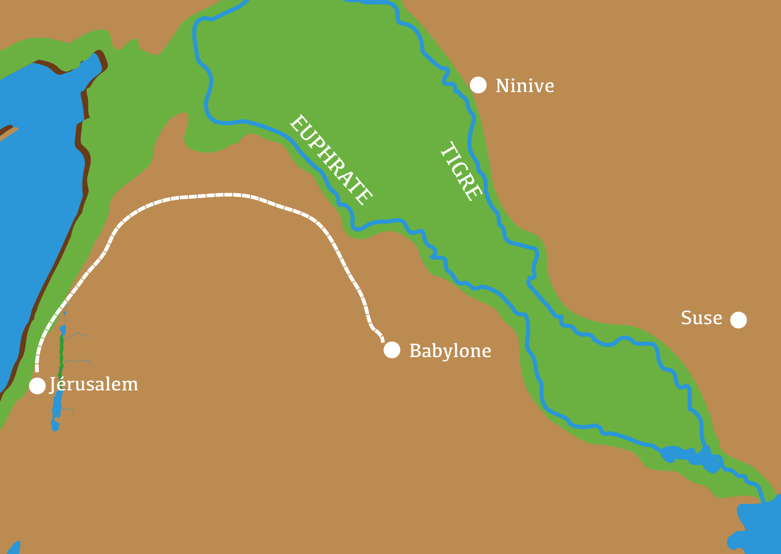 Ninive
EUPHRATE
TIGRE
Suse
Babylone
Jérusalem